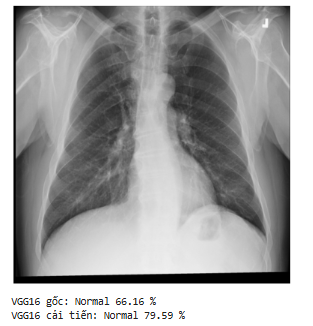 VGG16 gốc: Normal 66.16 %
VGG16 cải tiến: Normal 79.59 %